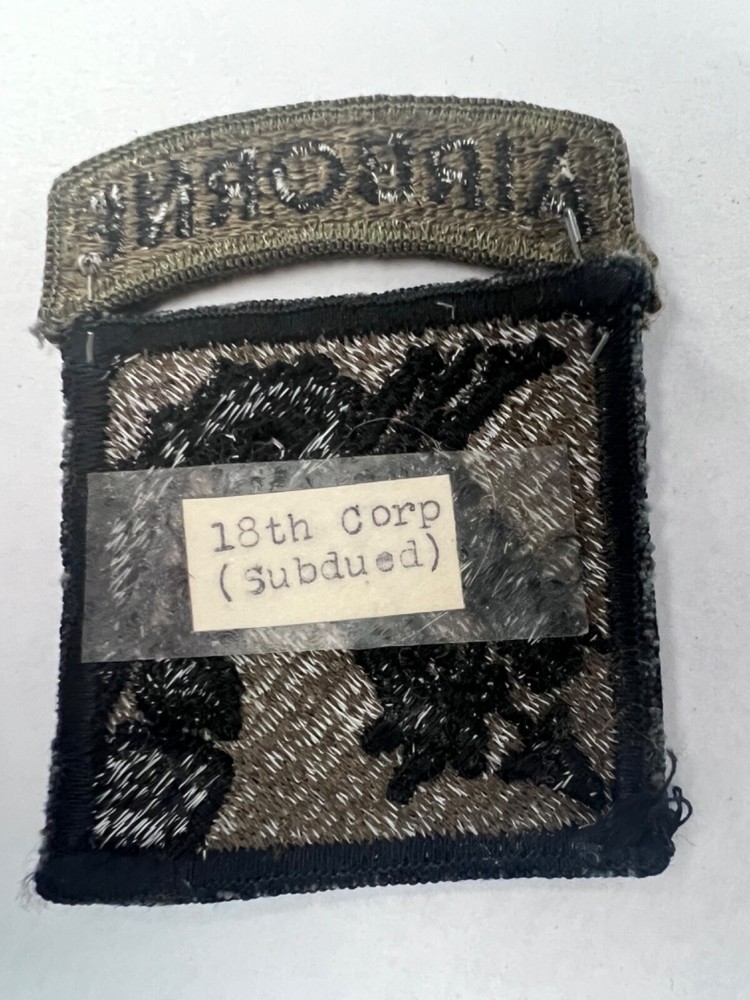 AIRBORNE
18th Corp
(Subdued)